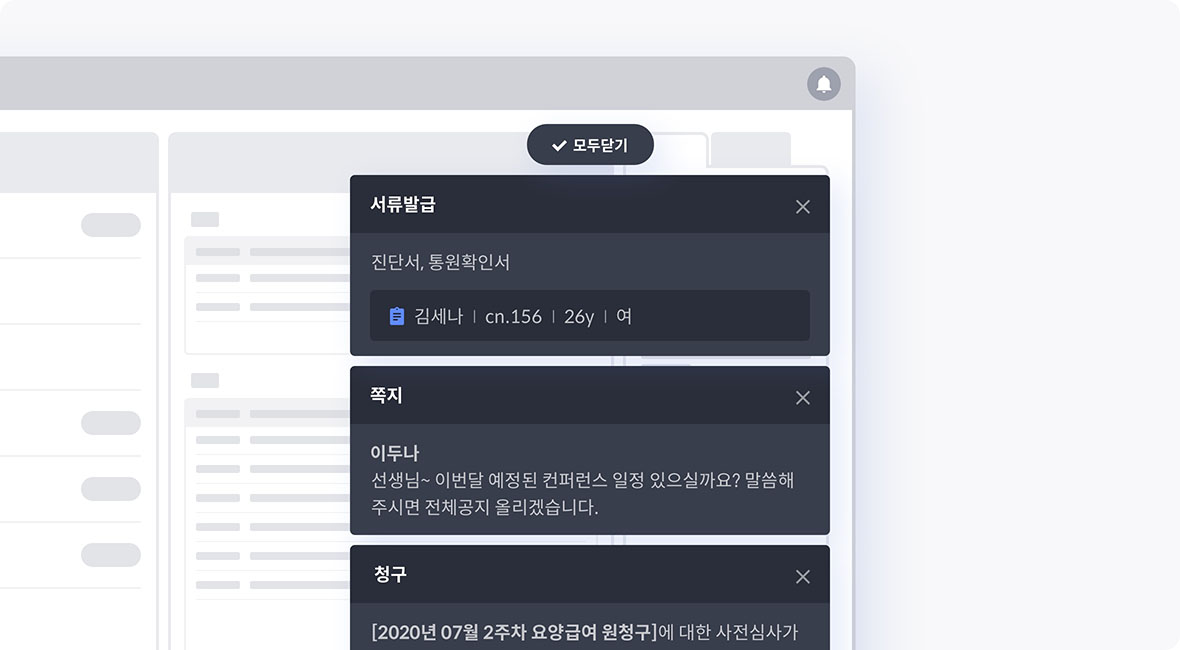 모두닫기
서류발급
진단서, 통원확인서
김세나 | cn.156 | 26y | 여
쪽지
이두나
선생님~ 이번달 예정된 컨퍼런스 일정 있으실까요? 말씀해
주시면 전체공지 올리겠습니다.
청구
[2020년 07월 2주차 요양급여 원청구]에 대한 사전심사가